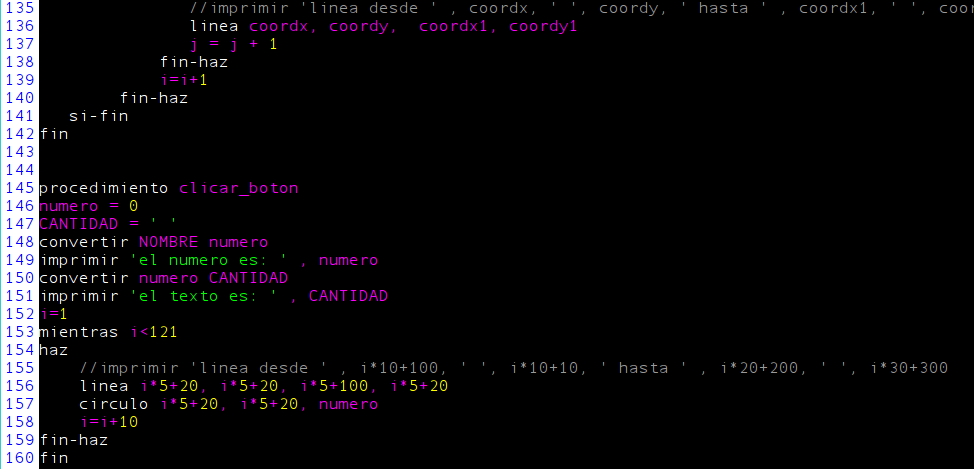 135 //imprimir 'linea desde ' , coordx, ' ', coordy, ' hasta ' , coordx1, ' ',
136 linea coordx, coordy,  coordx1, coordy1
137 j = j + 1
138 fin-haz
139 i=i+1
140 fin-haz
141 si-fin
142 fin
143
144
145 procedimiento clicar_boton
146 numero = 0
147 CANTIDAD = ' '
148 convertir NOMBRE numero
149 imprimir 'el numero es: ' , numero
150 convertir numero CANTIDAD
151 imprimir 'el texto es: ' , CANTIDAD
152 i=1
153 mientras i<121
154 haz
155 //imprimir 'linea desde ' , i*10+100, ' ', i*10+10, ' hasta ' , i*20+200, ' ', i*30+300
156 linea i*5+20, i*5+20, i*5+100, i*5+20
157 circulo i*5+20, i*5+20, numero
158 i=i+10
159 fin-haz
160 fin